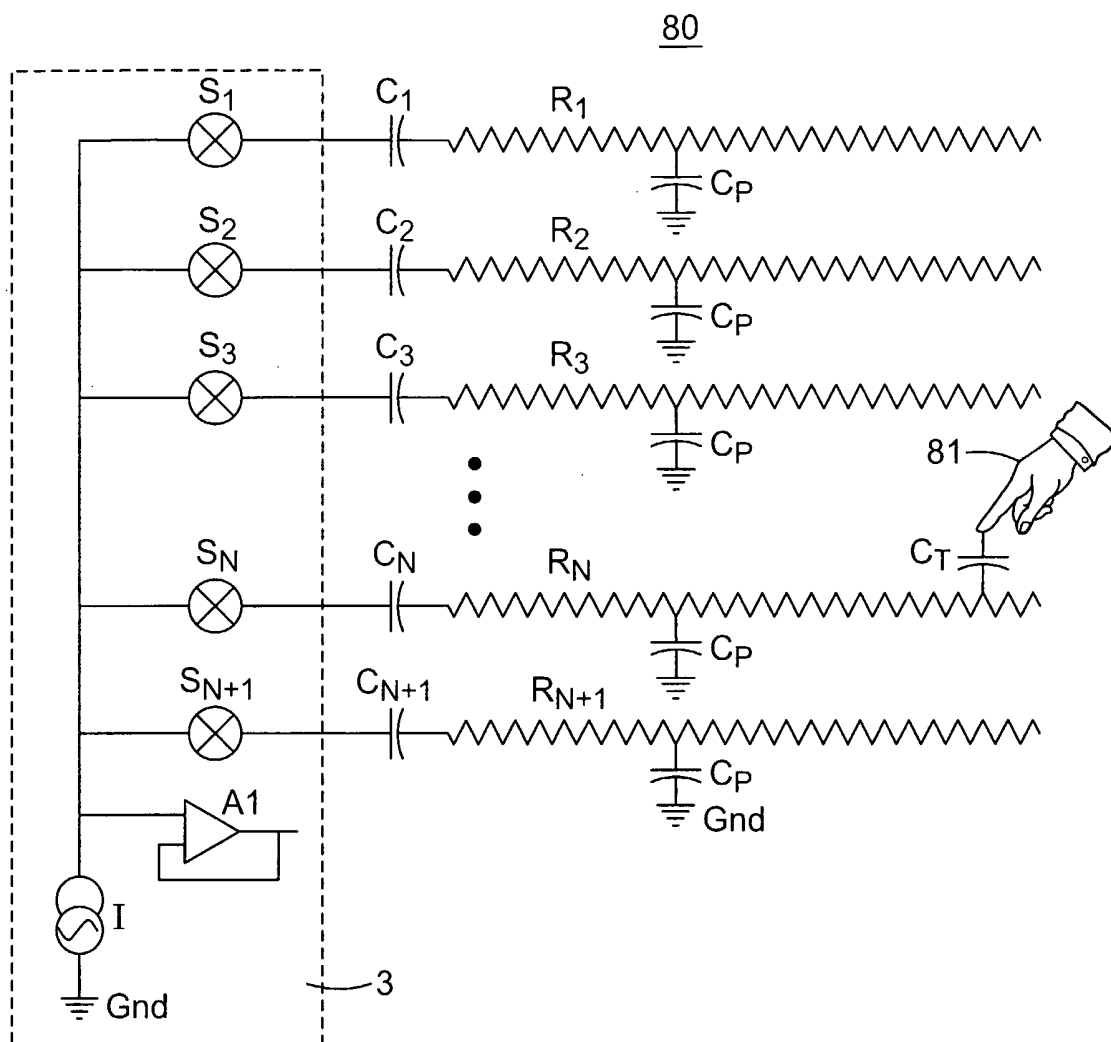 80
S1
C1
R1
CP
S2
C2
R2
CP
S3
C3
R3
CP
81
CT
SN
CN
RN
CP
SN+1
CN+1
RN+1
CP
Gnd
A1
I
3
Gnd